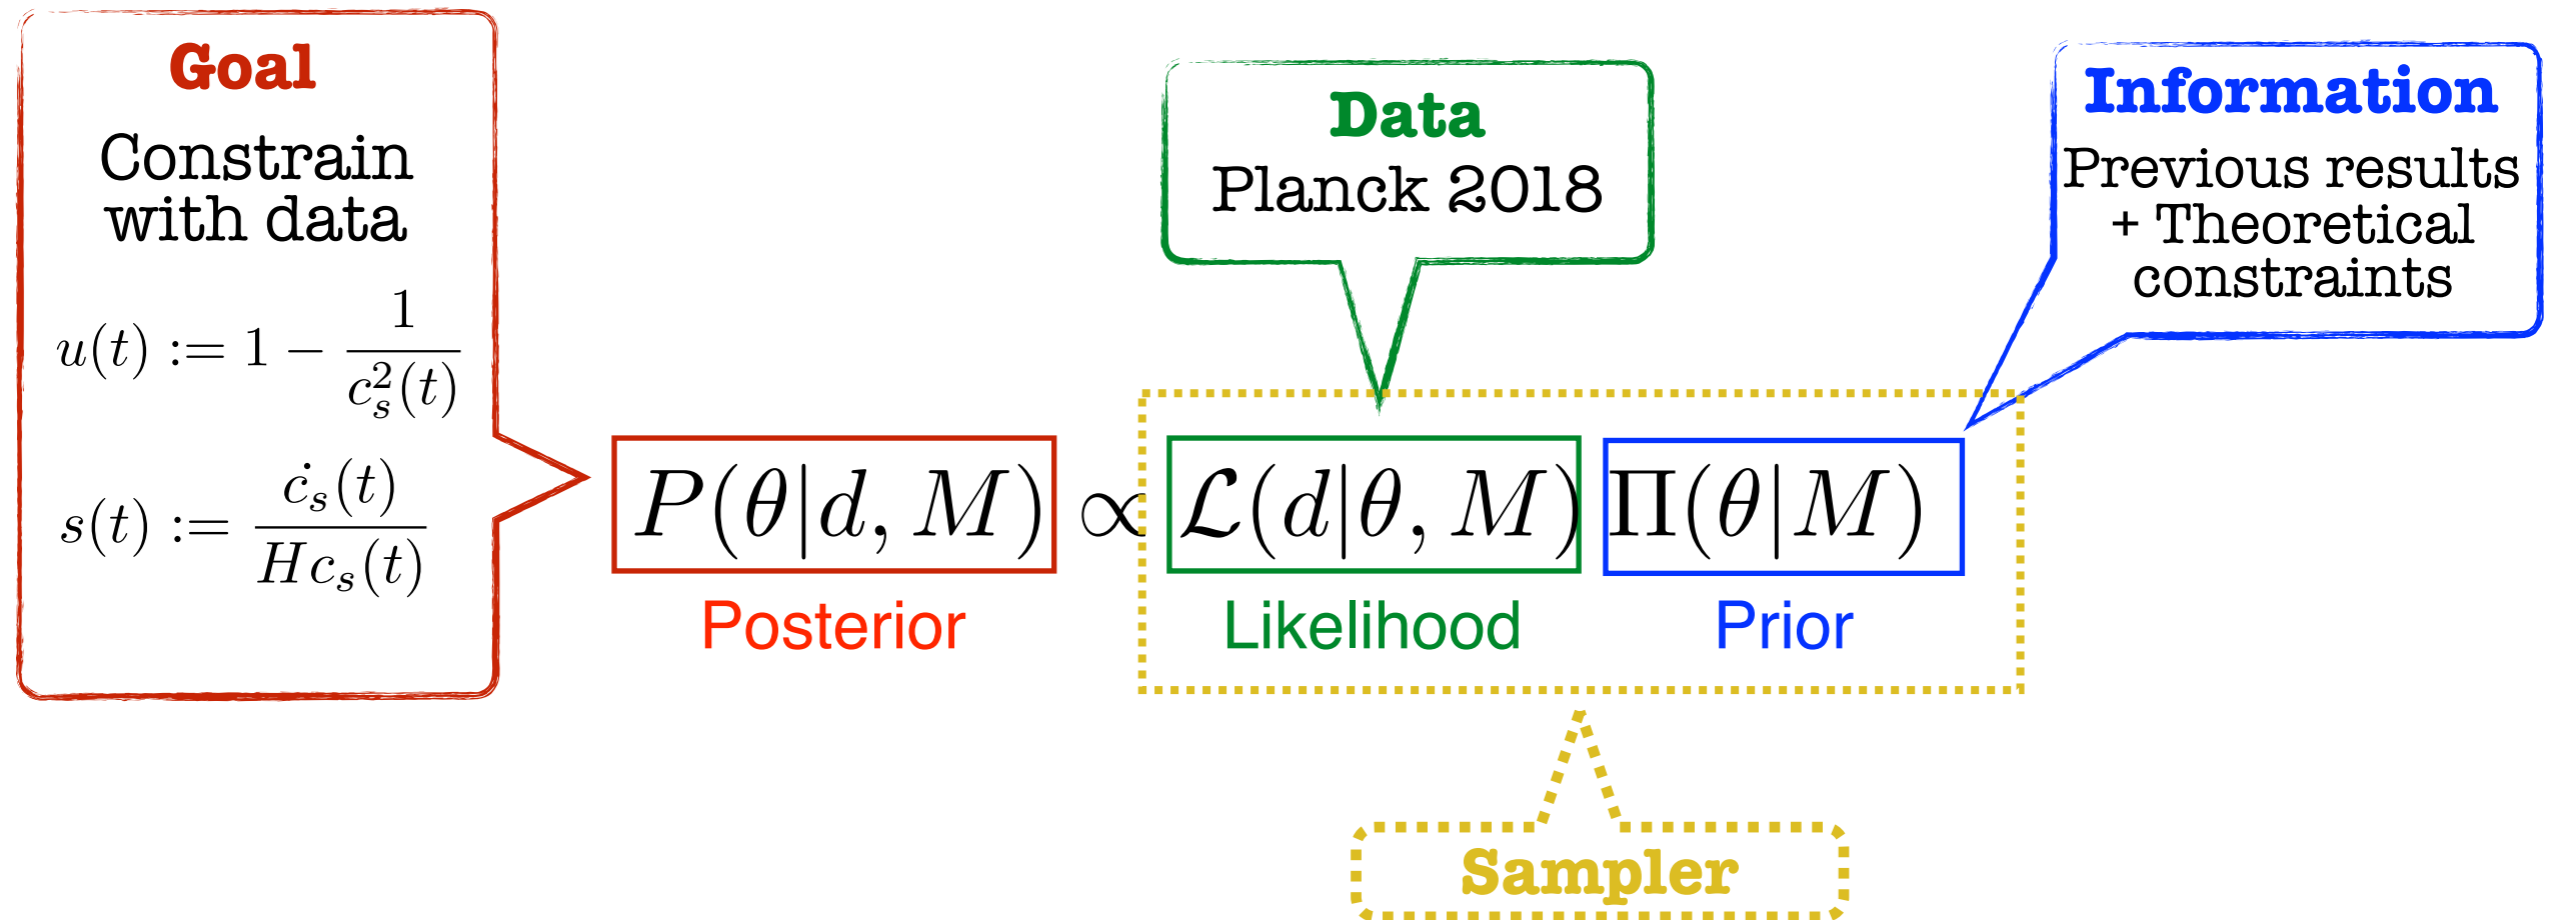 Goal
Constrain
with data
u(t) := 1 − 1/c_s^2(t)
s(t) := ċ_s(t)/Hc_s(t)
Data
Planck 2018
Information
Previous results
+ Theoretical
constraints
P(θ|d, M) ∝ ℒ(d|θ, M) Π(θ|M)
Posterior
Likelihood
Prior
Sampler